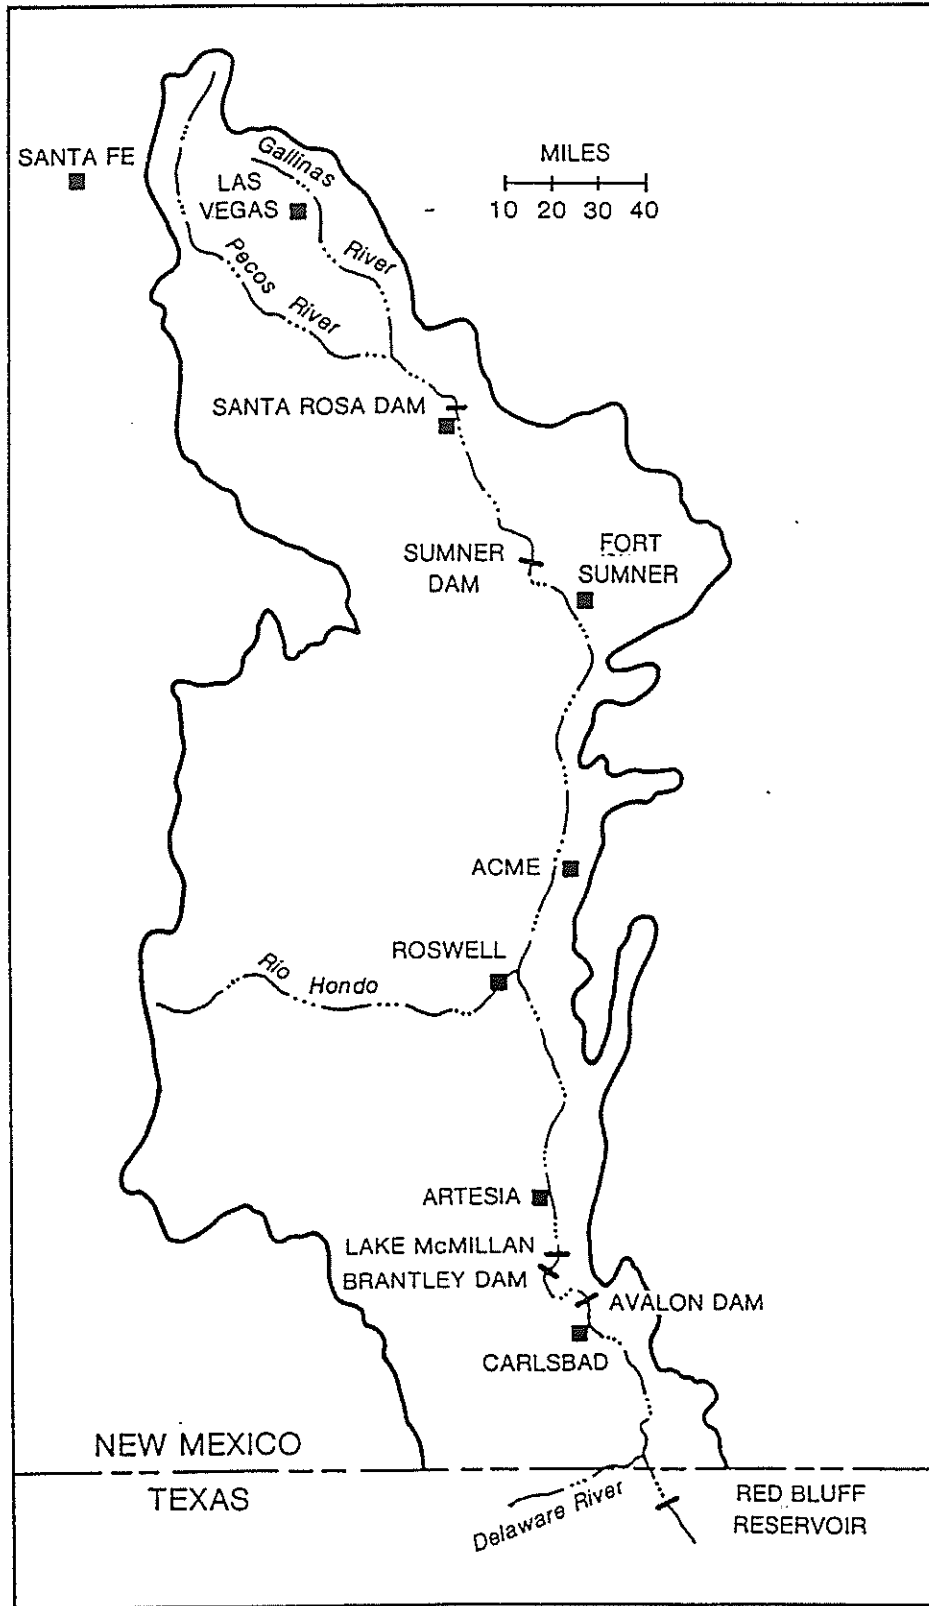 SANTA FE
Gallinas
River
MILES
10 20 30 40
LAS
VEGAS
Pecos
River
SANTA ROSA DAM
SUMNER
DAM
FORT
SUMNER
ACME
ROSWELL
Rio
Hondo
ARTESIA
LAKE McMILLAN
BRANTLEY DAM
AVALON DAM
CARLSBAD
NEW MEXICO
TEXAS
Delaware River
RED BLUFF
RESERVOIR